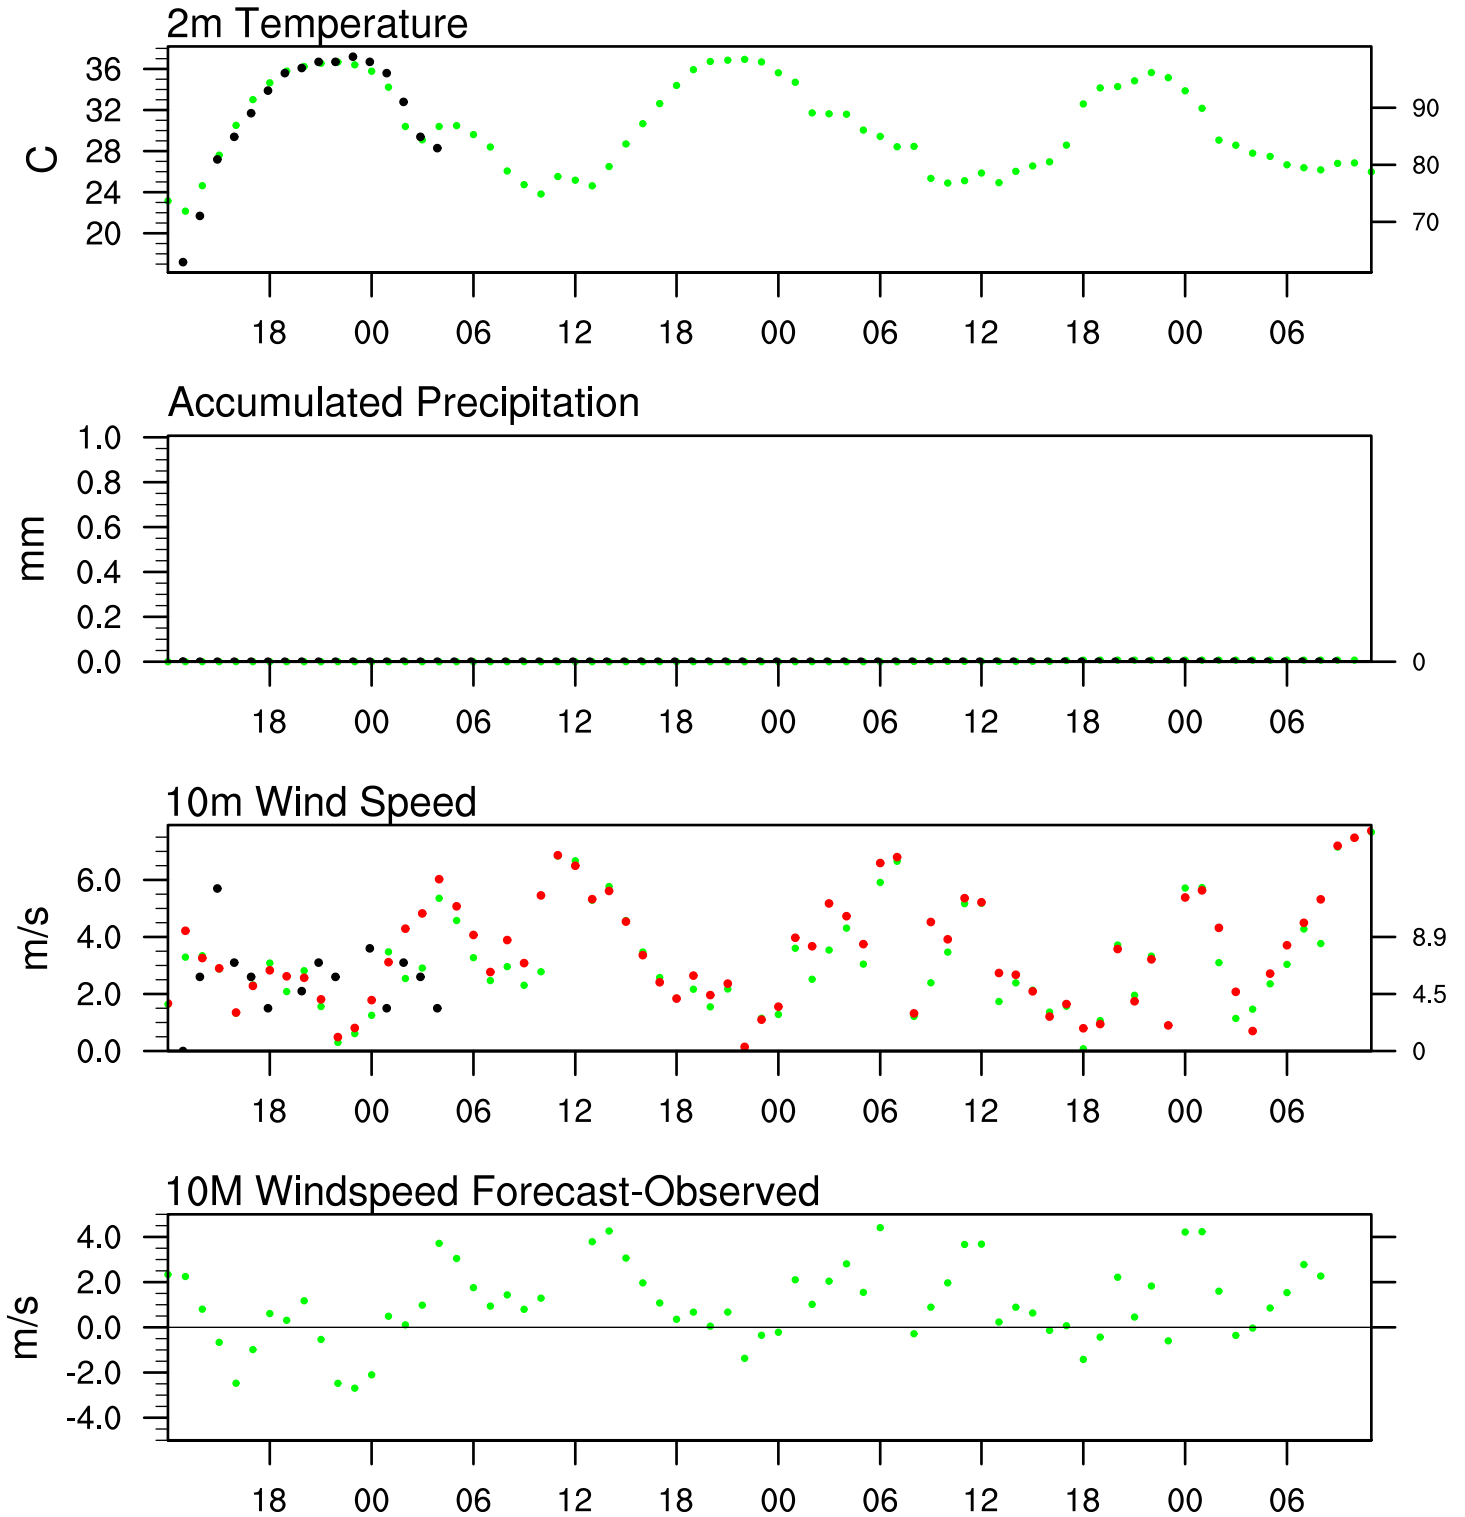 2m Temperature
36
32
28
24
20
C
90
80
70
18 00 06 12 18 00 06 12 18 00 06
Accumulated Precipitation
1.0
0.8
0.6
0.4
0.2
0.0
mm
0
18 00 06 12 18 00 06 12 18 00 06
10m Wind Speed
6.0
4.0
2.0
0.0
m/s
8.9
4.5
0
18 00 06 12 18 00 06 12 18 00 06
10M Windspeed Forecast-Observed
4.0
2.0
0.0
-2.0
-4.0
m/s
18 00 06 12 18 00 06 12 18 00 06